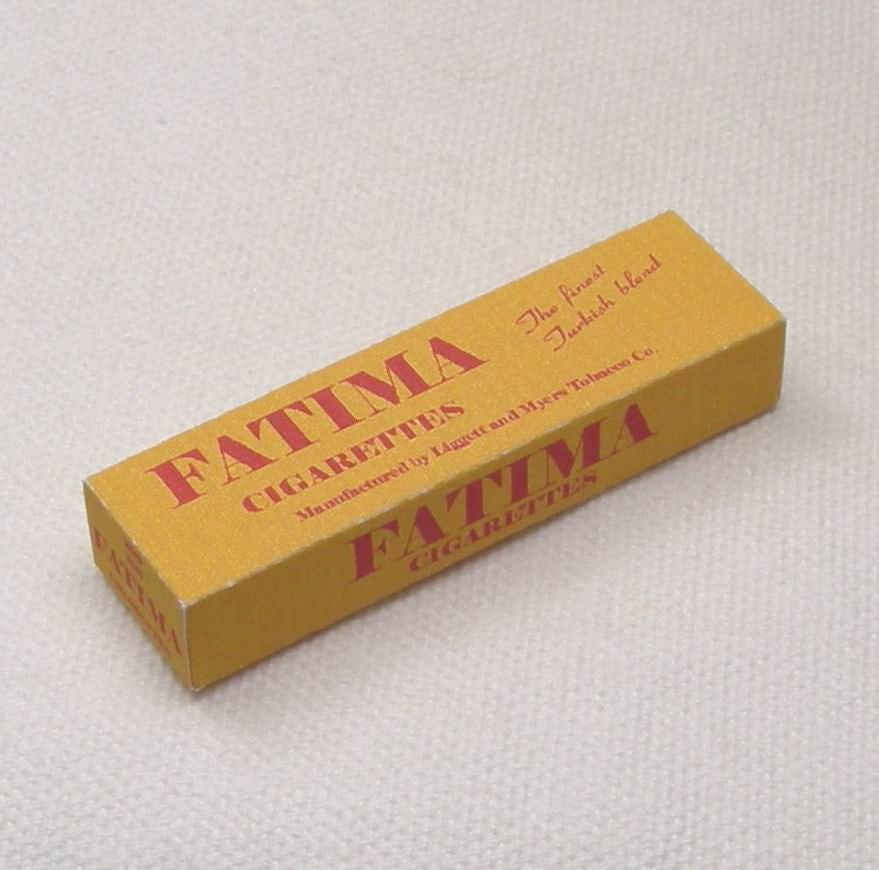 FATIMA
CIGARETTES
Manufactured by Liggett and Myers Tobacco Co.
The finest
Turkish blend
FATIMA
CIGARETTES
FATIMA